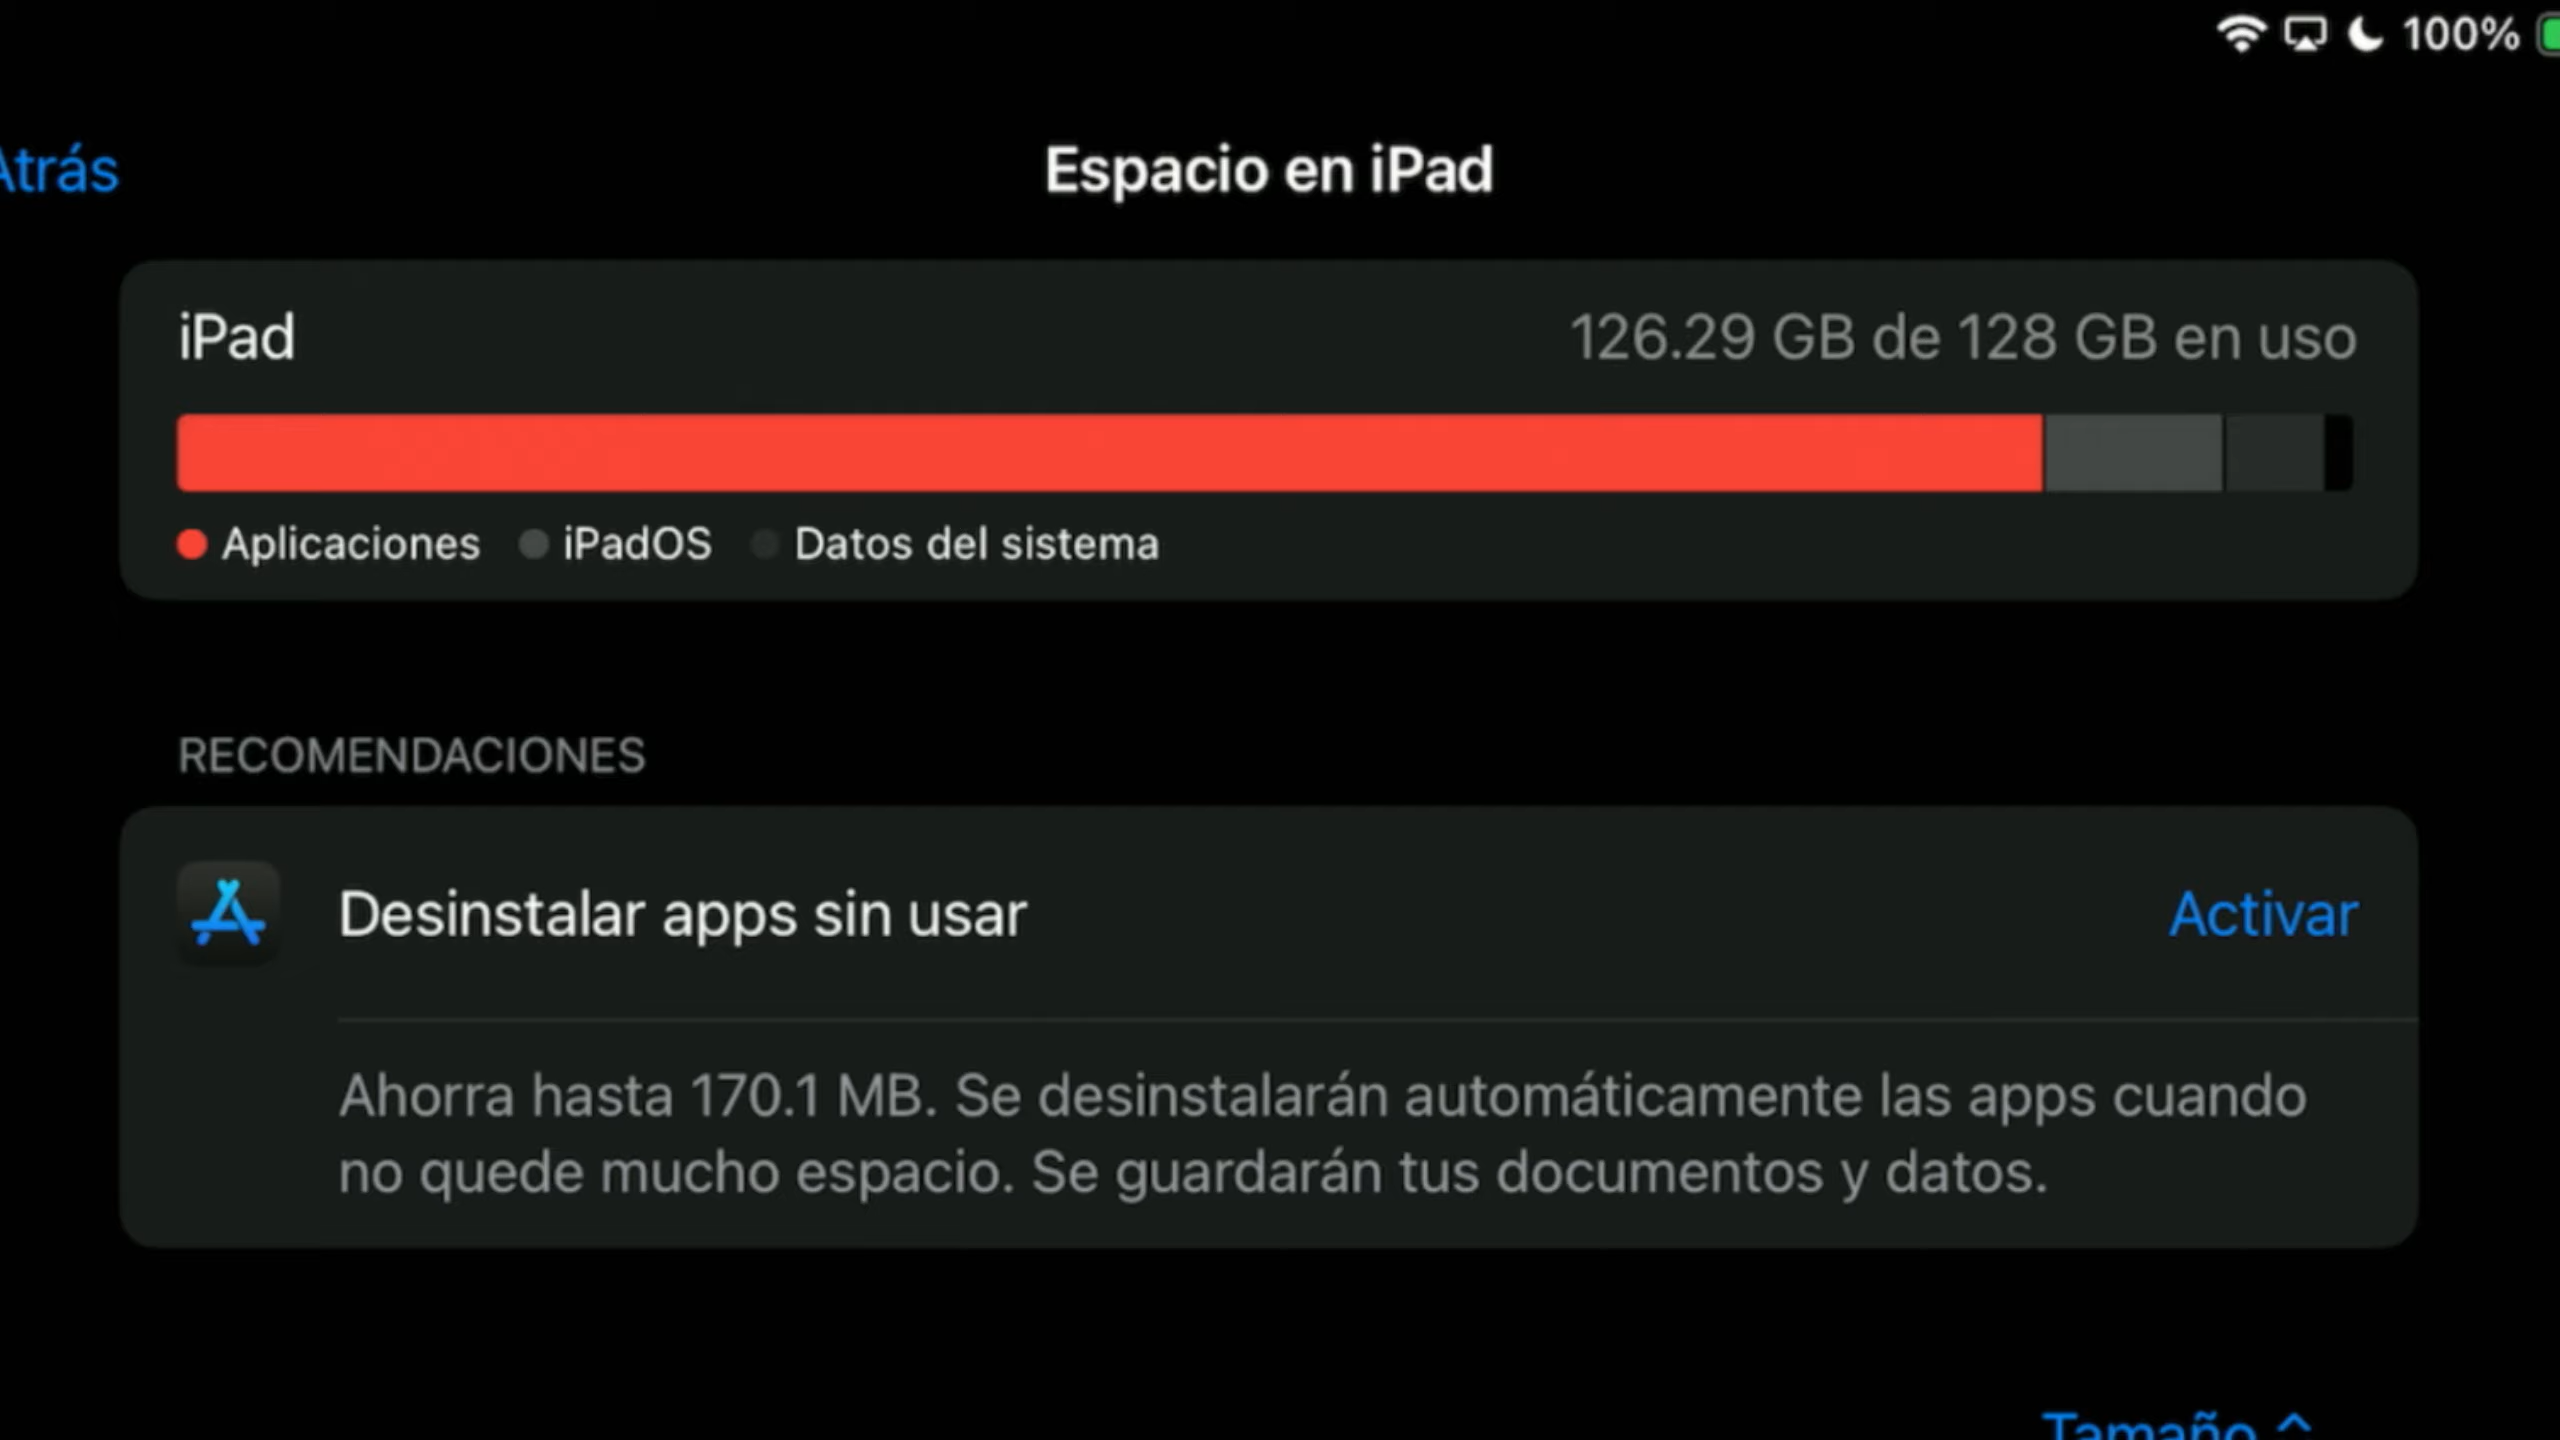 100%
Atrás
Espacio en iPad
iPad
126.29 GB de 128 GB en uso
Aplicaciones iPadOS Datos del sistema
RECOMENDACIONES
Desinstalar apps sin usar
Activar
Ahorra hasta 170.1 MB. Se desinstalarán automáticamente las apps cuando
no quede mucho espacio. Se guardarán tus documentos y datos.
Tamaño